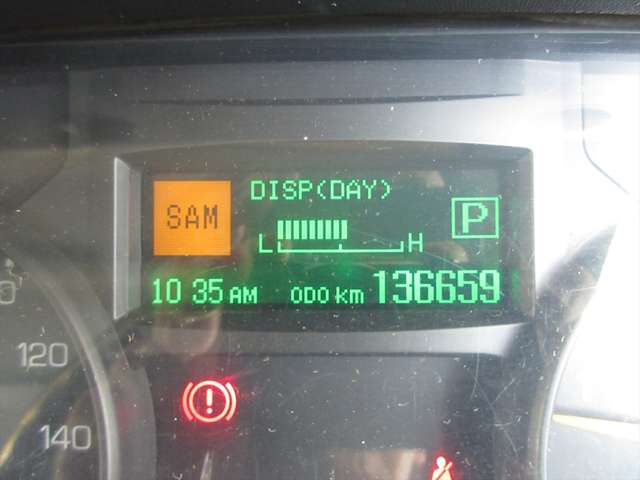 DISP(DAY)
SAM
P
L H
10 35 AM ODO km 136659
120
140